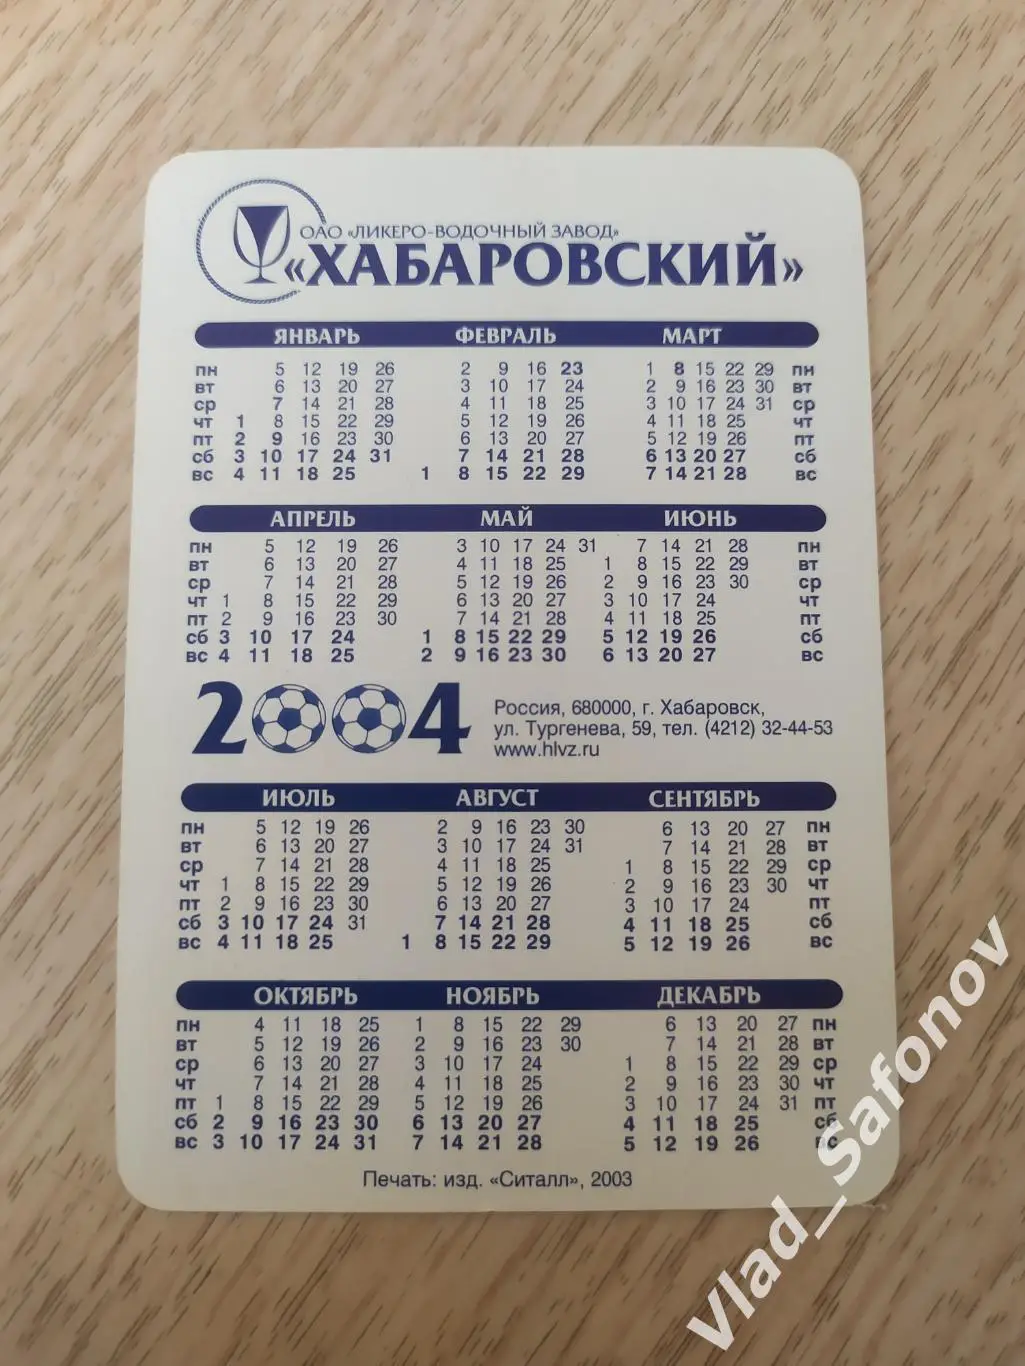 ОАО «ЛИКЕРО-ВОДОЧНЫЙ ЗАВОД»
«ХАБАРОВСКИЙ»
ЯНВАРЬ ФЕВРАЛЬ МАРТ
пн 5 12 19 26 2 9 16 23 1 8 15 22 29 пн
вт 6 13 20 27 3 10 17 24 2 9 16 23 30 вт
ср 7 14 21 28 4 11 18 25 3 10 17 24 31 ср
чт 1 8 15 22 29 5 12 19 26 4 11 18 25 чт
пт 2 9 16 23 30 6 13 20 27 5 12 19 26 пт
сб 3 10 17 24 31 7 14 21 28 6 13 20 27 сб
вс 4 11 18 25 1 8 15 22 29 7 14 21 28 вс
АПРЕЛЬ МАЙ ИЮНЬ
пн 5 12 19 26 3 10 17 24 31 7 14 21 28 пн
вт 6 13 20 27 4 11 18 25 1 8 15 22 29 вт
ср 7 14 21 28 5 12 19 26 2 9 16 23 30 ср
чт 1 8 15 22 29 6 13 20 27 3 10 17 24 чт
пт 2 9 16 23 30 7 14 21 28 4 11 18 25 пт
сб 3 10 17 24 1 8 15 22 29 5 12 19 26 сб
вс 4 11 18 25 2 9 16 23 30 6 13 20 27 вс
2004
Россия, 680000, г. Хабаровск,
ул. Тургенева, 59, тел. (4212) 32-44-53
www.hlvz.ru
ИЮЛЬ АВГУСТ СЕНТЯБРЬ
пн 5 12 19 26 2 9 16 23 30 6 13 20 27 пн
вт 6 13 20 27 3 10 17 24 31 7 14 21 28 вт
ср 7 14 21 28 4 11 18 25 1 8 15 22 29 ср
чт 1 8 15 22 29 5 12 19 26 2 9 16 23 30 чт
пт 2 9 16 23 30 6 13 20 27 3 10 17 24 пт
сб 3 10 17 24 31 7 14 21 28 4 11 18 25 сб
вс 4 11 18 25 1 8 15 22 29 5 12 19 26 вс
ОКТЯБРЬ НОЯБРЬ ДЕКАБРЬ
пн 4 11 18 25 1 8 15 22 29 6 13 20 27 пн
вт 5 12 19 26 2 9 16 23 30 7 14 21 28 вт
ср 6 13 20 27 3 10 17 24 1 8 15 22 29 ср
чт 7 14 21 28 4 11 18 25 2 9 16 23 30 чт
пт 1 8 15 22 29 5 12 19 26 3 10 17 24 31 пт
сб 2 9 16 23 30 6 13 20 27 4 11 18 25 сб
вс 3 10 17 24 31 7 14 21 28 5 12 19 26 вс
Печать: изд. «Ситалл», 2003
Vlad_Safonov